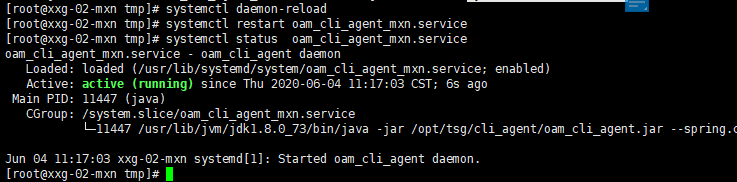 [root@xxg-02-mxn tmp]# systemctl daemon-reload
[root@xxg-02-mxn tmp]# systemctl restart oam_cli_agent_mxn.service
[root@xxg-02-mxn tmp]# systemctl status  oam_cli_agent_mxn.service
oam_cli_agent_mxn.service - oam_cli_agent daemon
   Loaded: loaded (/usr/lib/systemd/system/oam_cli_agent_mxn.service; enabled)
   Active: active (running) since Thu 2020-06-04 11:17:03 CST; 6s ago
 Main PID: 11447 (java)
   CGroup: /system.slice/oam_cli_agent_mxn.service
           └─11447 /usr/lib/jvm/jdk1.8.0_73/bin/java -jar /opt/tsg/cli_agent/oam_cli_agent.jar --spring.c
Jun 04 11:17:03 xxg-02-mxn systemd[1]: Started oam_cli_agent daemon.
[root@xxg-02-mxn tmp]#